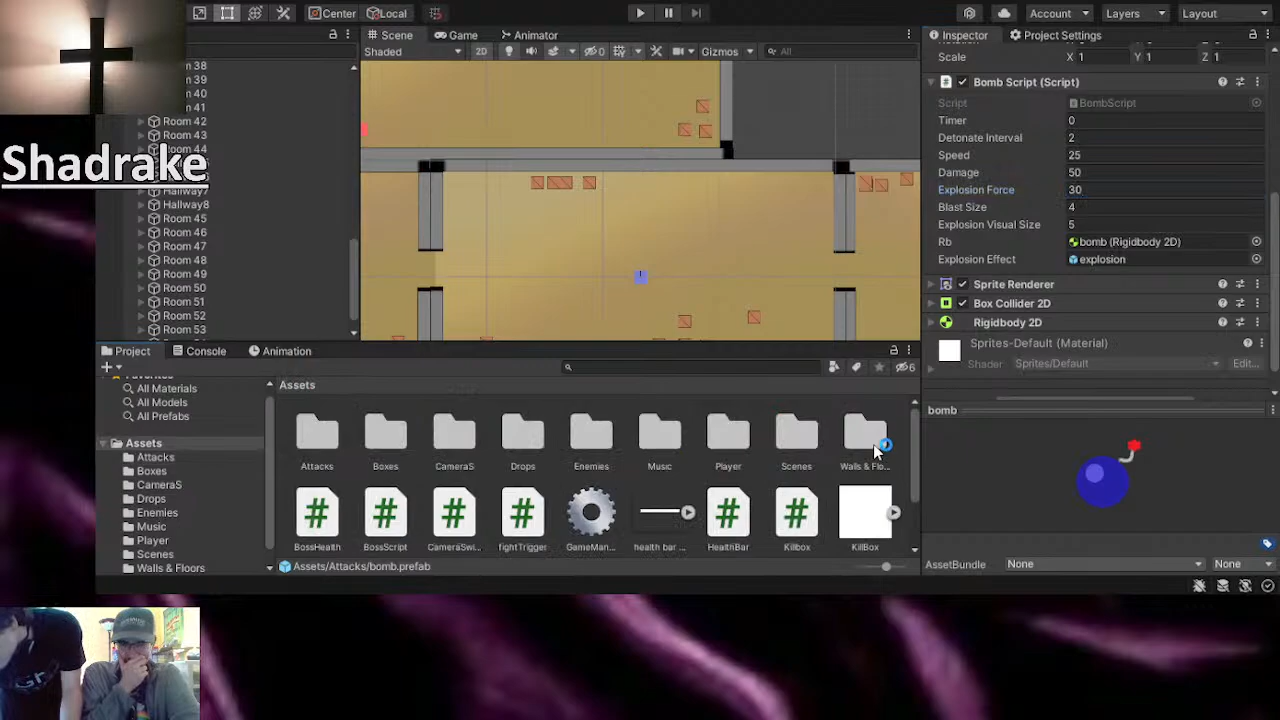 Center Local Account Layers Layout
Scene Game Animator Inspector Project Settings
Shaded 2D 0 Gizmos All
Scale X 1 Y 1 Z 1
38
39
40
41
Room 42
Room 43
Room 44
Shadrake
Hallway7
Hallway8
Room 45
Room 46
Room 47
Room 48
Room 49
Room 50
Room 51
Room 52
Room 53
Bomb Script (Script)
Script BombScript
Timer 0
Detonate Interval 2
Speed 25
Damage 50
Explosion Force 30
Blast Size 4
Explosion Visual Size 5
Rb bomb (Rigidbody 2D)
Explosion Effect explosion
Sprite Renderer
Box Collider 2D
Rigidbody 2D
Sprites-Default (Material)
Shader Sprites/Default Edit...
Project Console Animation
6
All Materials
All Models
All Prefabs
Assets
Attacks
Boxes
CameraS
Drops
Enemies
Music
Player
Scenes
Walls & Floors
Assets
Attacks Boxes CameraS Drops Enemies Music Player Scenes Walls & Flo...
BossHealth BossScript CameraSwi... fightTrigger GameMan... health bar ... HealthBar Killbox KillBox
Assets/Attacks/bomb.prefab
bomb
AssetBundle None None